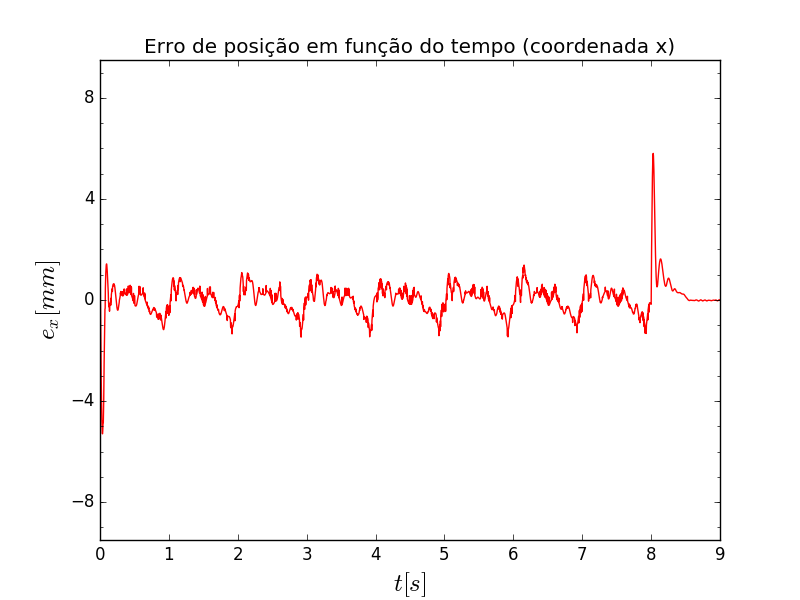 Erro de posição em função do tempo (coordenada x)
8
4
0
−4
−8
e_x[mm]
0 1 2 3 4 5 6 7 8 9
t[s]